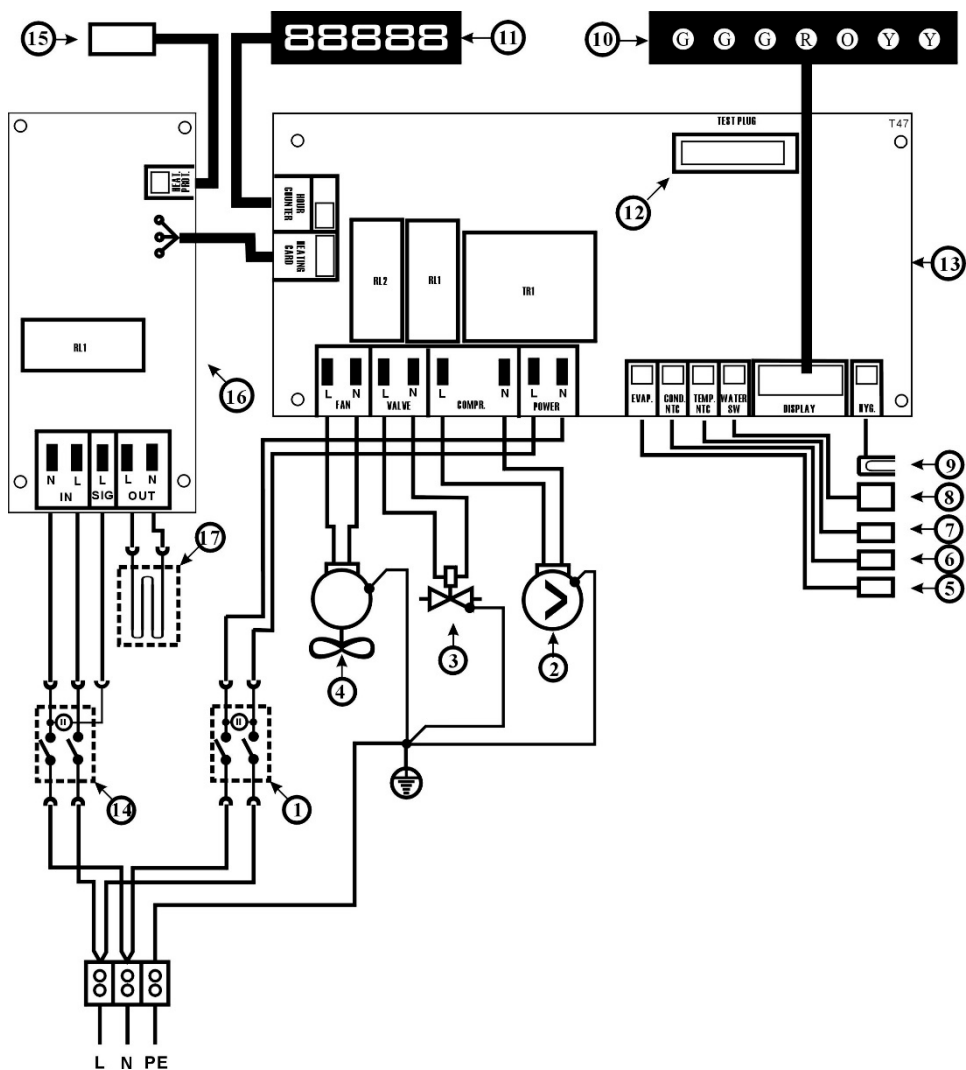 15
88888
11
10
G G G R O Y Y
TEST PLUG
T47
HEAT. PROT.
HOUR COUNTER
12
HEATING CARD
13
RL2
RL1
TR1
RL1
16
L N
L N
L N
L N
FAN
VALVE
COMPR.
POWER
EVAP.
COND. NTC
TEMP. NTC
WATER SW
DISPLAY
HYG.
9
8
7
6
5
N L L L N
IN
SIG
OUT
17
4
3
2
II
II
14
1
L N PE